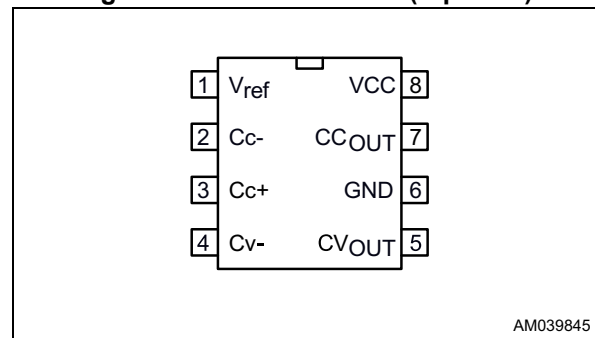 1 Vref VCC 8
2 Cc- CCOUT 7
3 Cc+ GND 6
4 Cv- CVOUT 5
AM039845